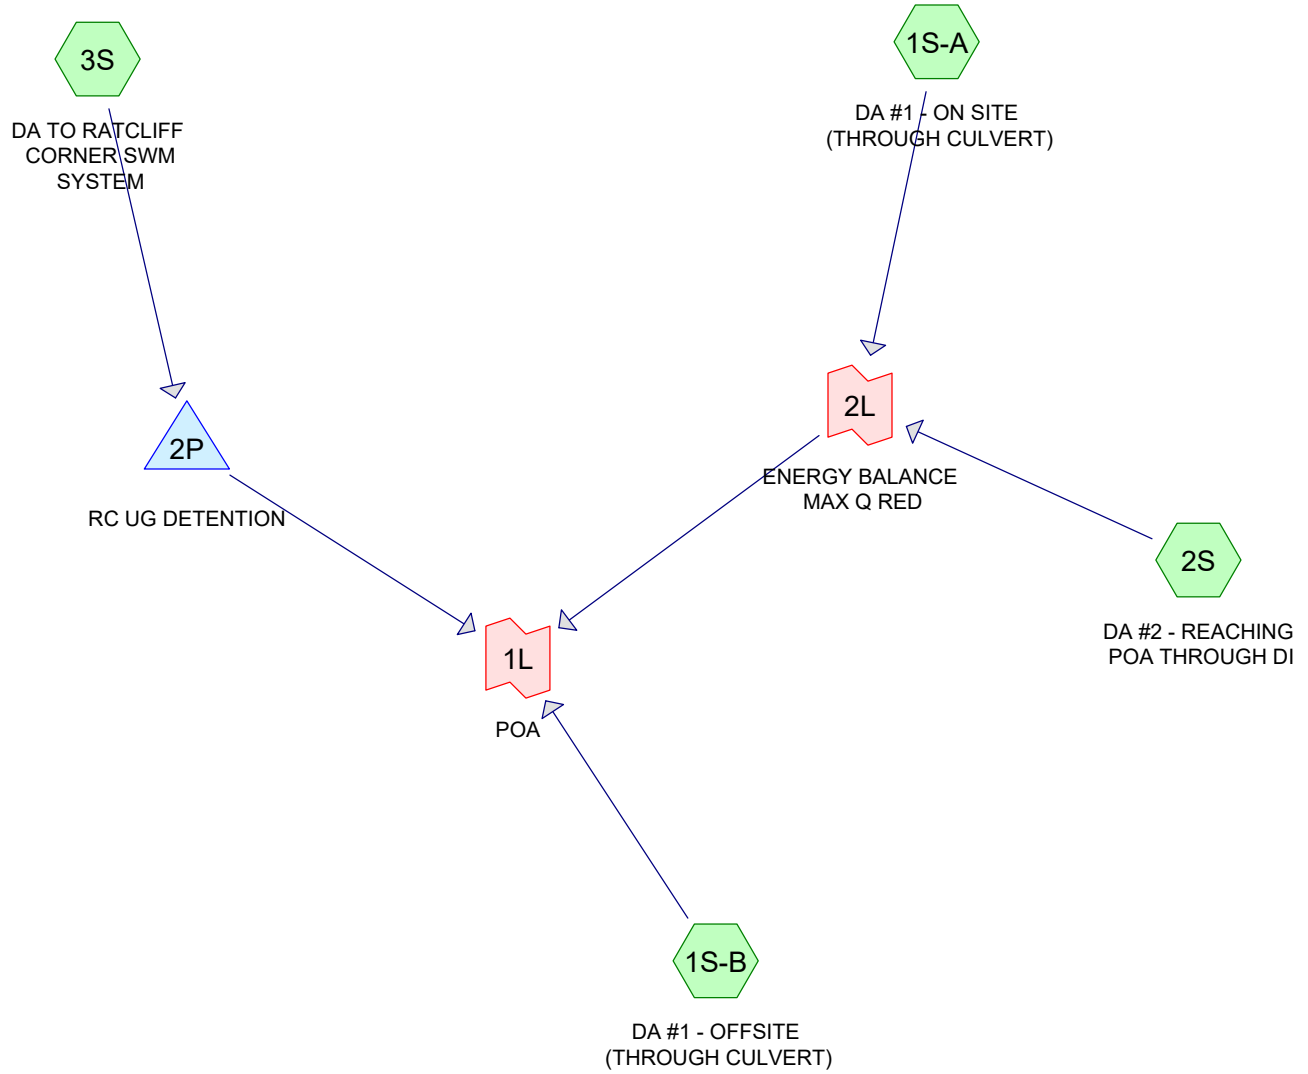 3S
DA TO RATCLIFF
CORNER SWM
SYSTEM
1S-A
DA #1 - ON SITE
(THROUGH CULVERT)
2P
RC UG DETENTION
2L
ENERGY BALANCE
MAX Q RED
2S
DA #2 - REACHING
POA THROUGH DI
1L
POA
1S-B
DA #1 - OFFSITE
(THROUGH CULVERT)